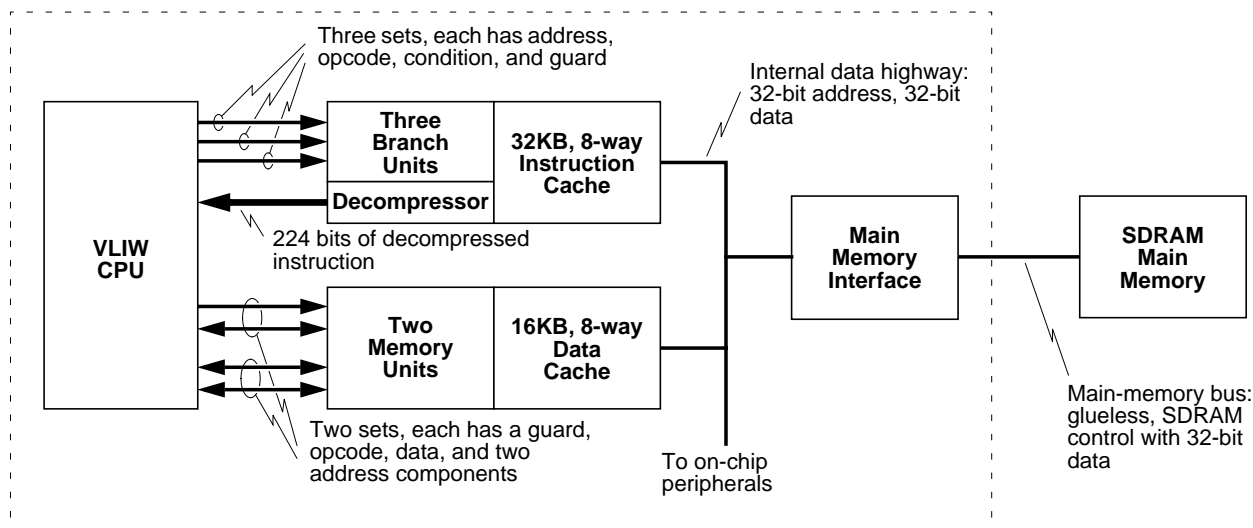 Three sets, each has address,
opcode, condition, and guard
Internal data highway:
32-bit address, 32-bit
data
VLIW
CPU
Three
Branch
Units
Decompressor
32KB, 8-way
Instruction
Cache
224 bits of decompressed
instruction
Main
Memory
Interface
SDRAM
Main
Memory
Two
Memory
Units
16KB, 8-way
Data
Cache
Two sets, each has a guard,
opcode, data, and two
address components
To on-chip
peripherals
Main-memory bus:
glueless, SDRAM
control with 32-bit
data